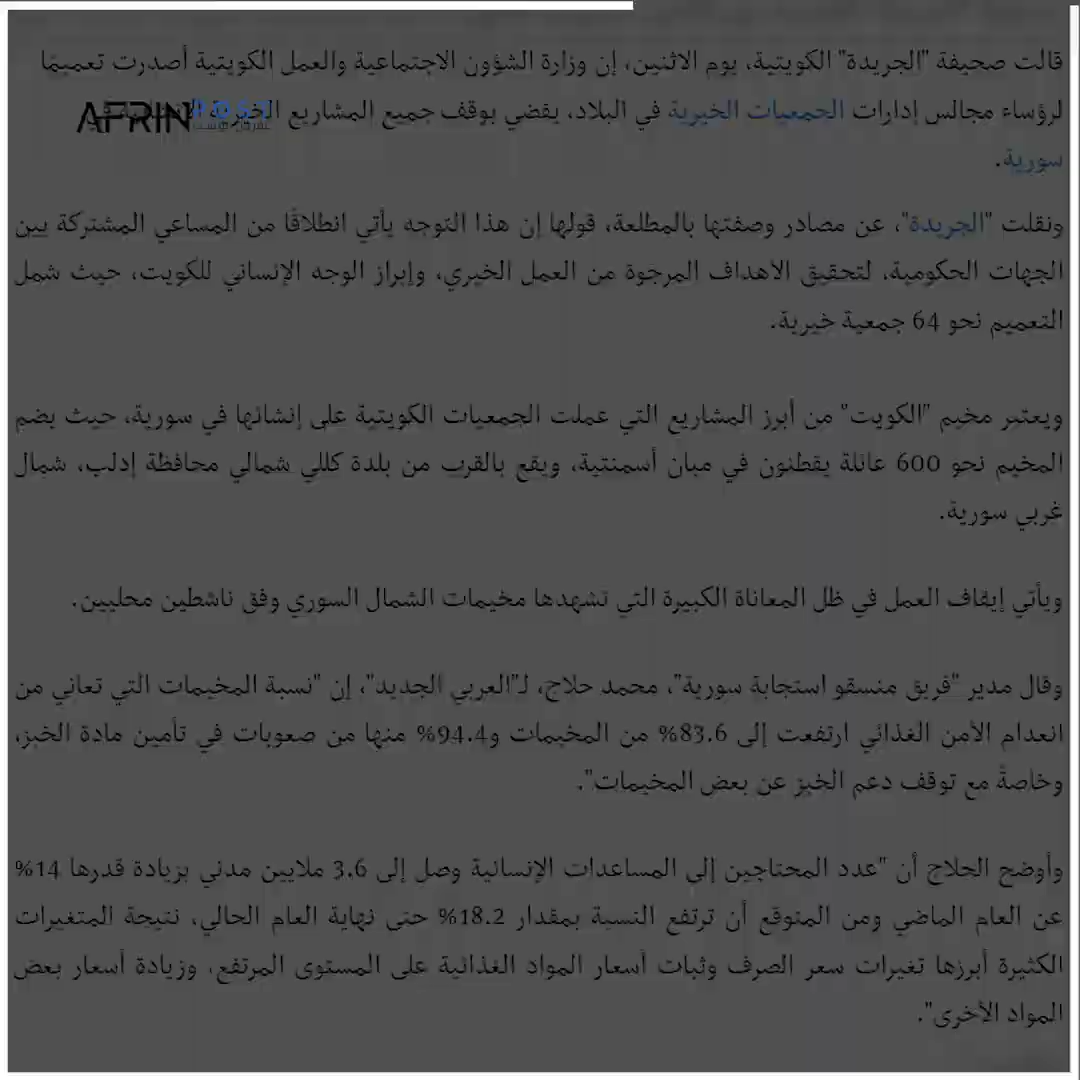 قالت صحيفة "الجريدة" الكويتية، يوم الاثنين، إن وزارة الشؤون الاجتماعية والعمل الكويتية أصدرت تعميمًا
لرؤساء مجالس إدارات الجمعيات الخيرية في البلاد، يقضي بوقف جميع المشاريع الخيرية
AFRIN POST
سورية.
ونقلت "الجريدة"، عن مصادر وصفتها بالمطلعة، قولها إن هذا التوجه يأتي انطلاقًا من المساعي المشتركة بين
الجهات الحكومية، لتحقيق الأهداف المرجوة من العمل الخيري، وإبراز الوجه الإنساني للكويت، حيث شمل
التعميم نحو 64 جمعية خيرية.
ويعتبر مخيم "الكويت" من أبرز المشاريع التي عملت الجمعيات الكويتية على إنشائها في سورية، حيث يضم
المخيم نحو 600 عائلة يقطنون في مبان أسمنتية، ويقع بالقرب من بلدة كللي شمالي محافظة إدلب، شمال
غربي سورية.
ويأتي إيقاف العمل في ظل المعاناة الكبيرة التي تشهدها مخيمات الشمال السوري وفق ناشطين محليين.
وقال مدير "فريق منسقو استجابة سورية"، محمد حلاج، لـ"العربي الجديد"، إن "نسبة المخيمات التي تعاني من
انعدام الأمن الغذائي ارتفعت إلى 83.6% من المخيمات و94.4% منها من صعوبات في تأمين مادة الخبز،
وخاصةً مع توقف دعم الخبز عن بعض المخيمات".
وأوضح الحلاج أن "عدد المحتاجين إلى المساعدات الإنسانية وصل إلى 3.6 ملايين مدني بزيادة قدرها 14%
عن العام الماضي ومن المتوقع أن ترتفع النسبة بمقدار 18.2% حتى نهاية العام الحالي، نتيجة المتغيرات
الكثيرة أبرزها تغيرات سعر الصرف وثبات أسعار المواد الغذائية على المستوى المرتفع، وزيادة أسعار بعض
المواد الأخرى".